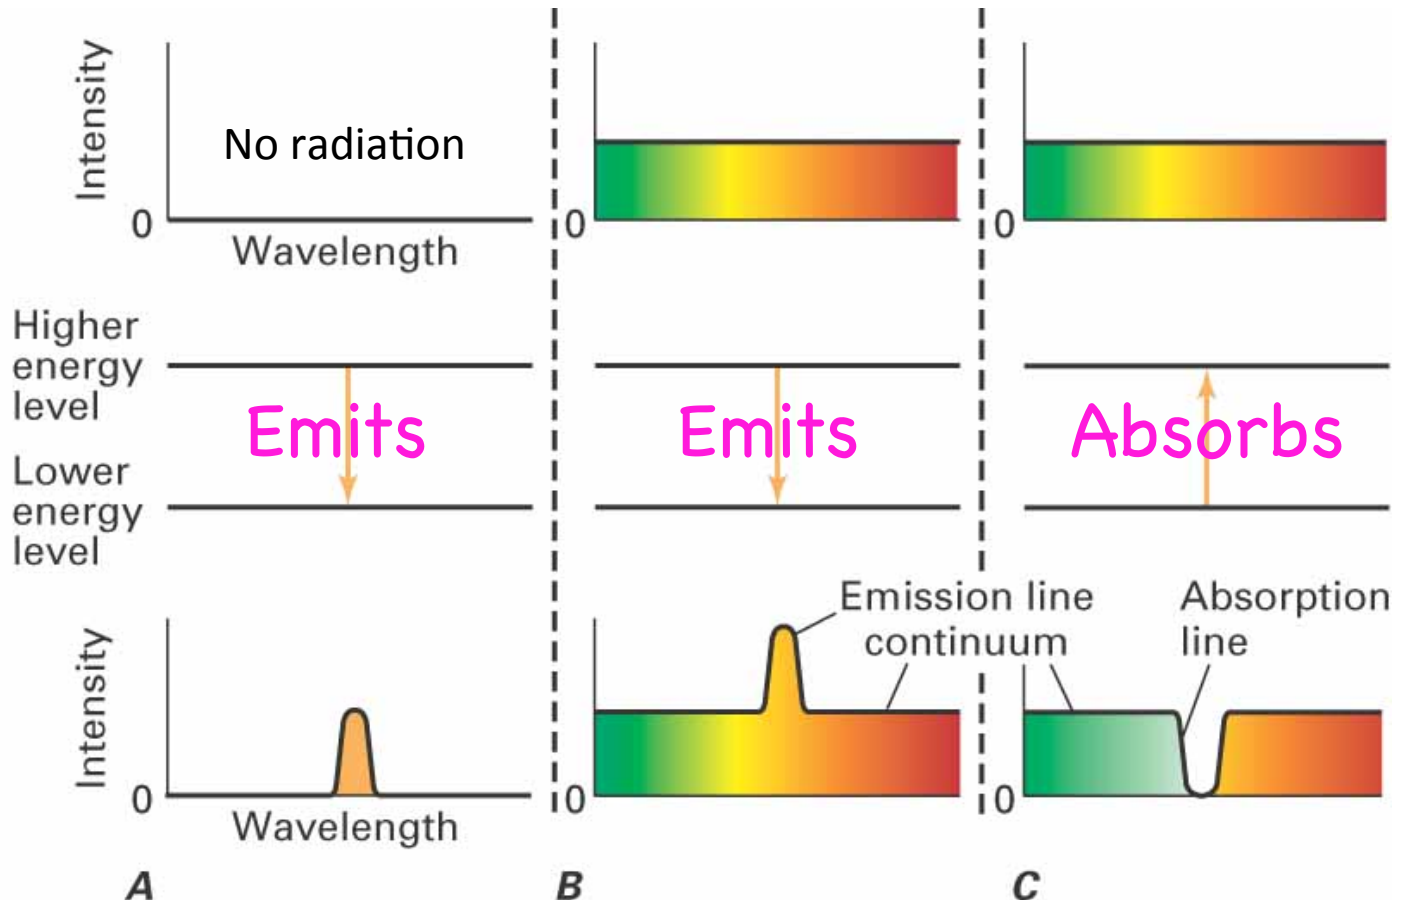 Intensity
No radiation
0
Wavelength
0
0
Higher
energy
level
Lower
energy
level
Emits
Emits
Absorbs
Intensity
0
Wavelength
Emission line
continuum
0
Absorption
line
0
A
B
C